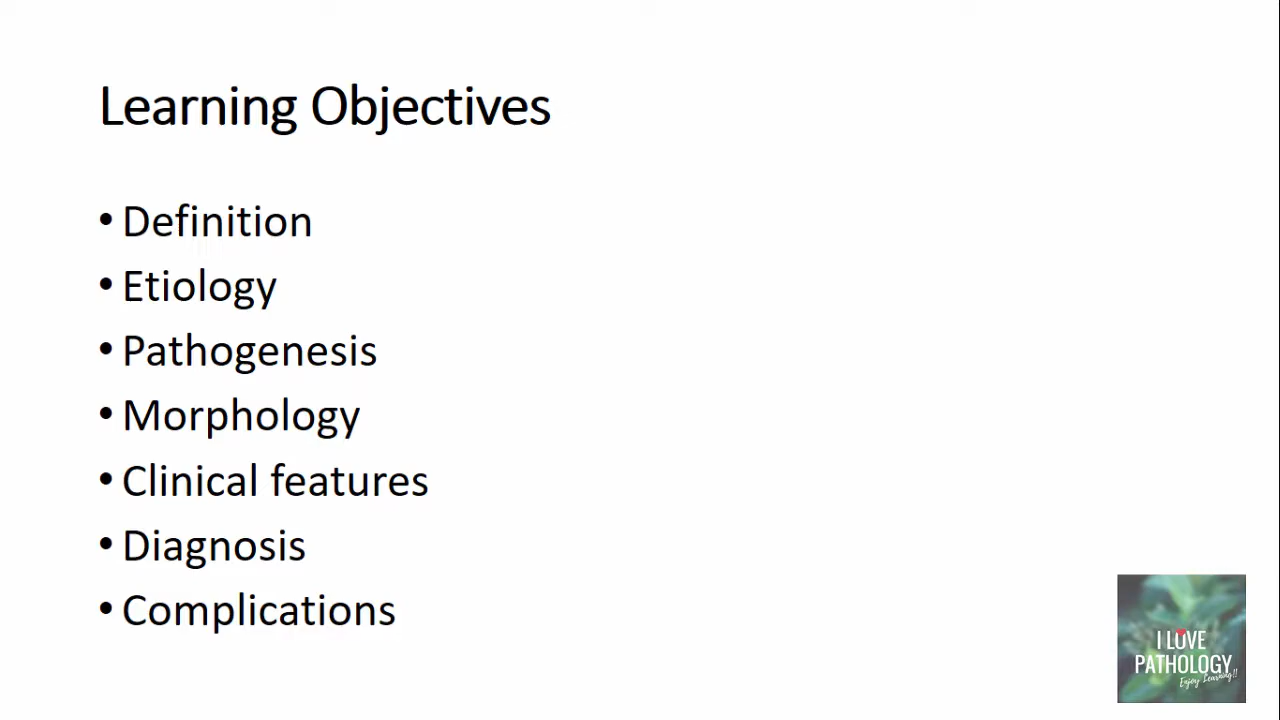 Learning Objectives
• Definition
• Etiology
• Pathogenesis
• Morphology
• Clinical features
• Diagnosis
• Complications
I LOVE
PATHOLOGY
Enjoy Learning!!